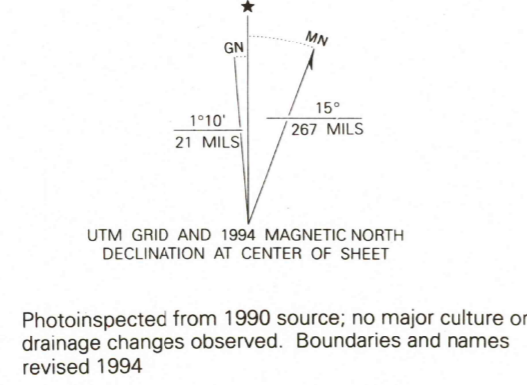 ★
GN
MN
1°10'
21 MILS
15°
267 MILS
UTM GRID AND 1994 MAGNETIC NORTH
DECLINATION AT CENTER OF SHEET
Photoinspected from 1990 source; no major culture or
drainage changes observed. Boundaries and names
revised 1994